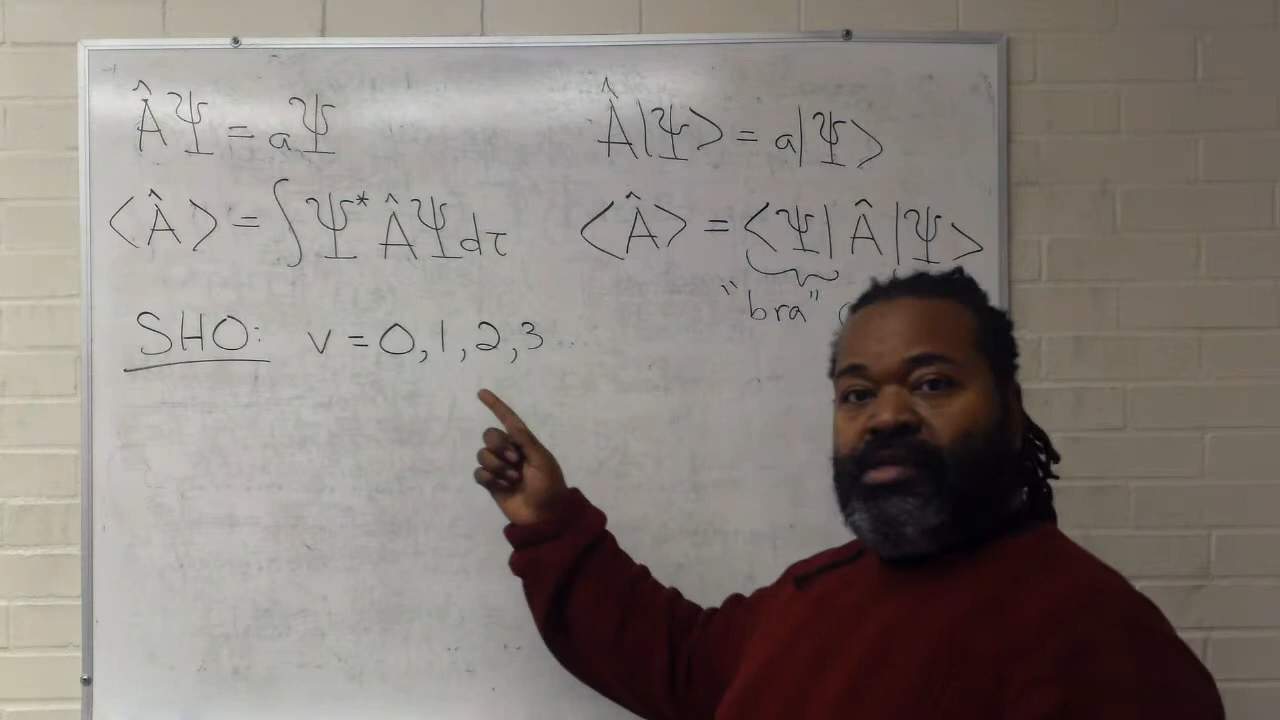 ÂΨ = aΨ
Â|Ψ> = a|Ψ>
<Â> = ∫Ψ*ÂΨdτ
<Â> = <Ψ|Â|Ψ>
"bra"
SHO: v = 0, 1, 2, 3 ...